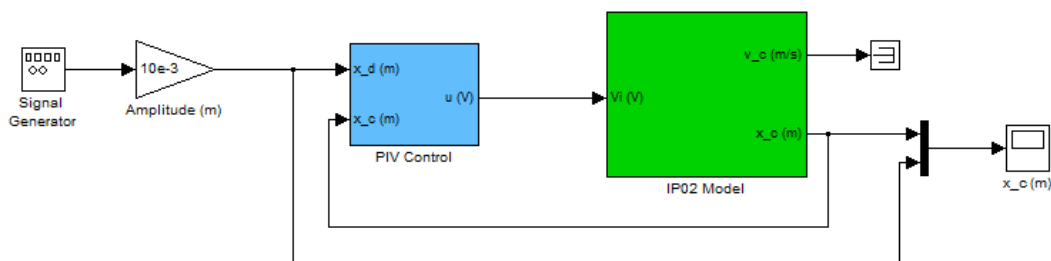 Signal
Generator
10e-3
Amplitude (m)
x_d (m)
x_c (m)
u (V)
PIV Control
Vi (V)
v_c (m/s)
x_c (m)
IP02 Model
x_c (m)